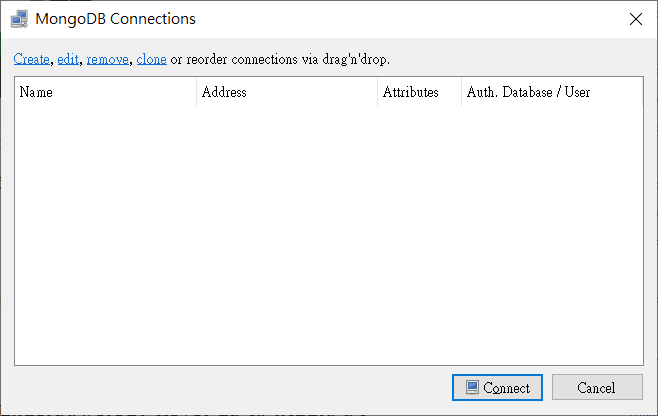 MongoDB Connections
Create, edit, remove, clone or reorder connections via drag'n'drop.
Name Address Attributes Auth. Database / User
Connect Cancel